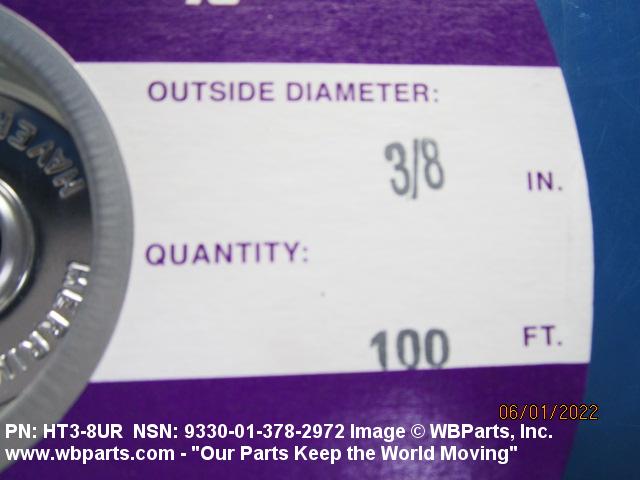 OUTSIDE DIAMETER:
3/8 IN.
QUANTITY:
100 FT.
06/01/2022
PN: HT3-8UR NSN: 9330-01-378-2972 Image © WBParts, Inc.
www.wbparts.com - "Our Parts Keep the World Moving"